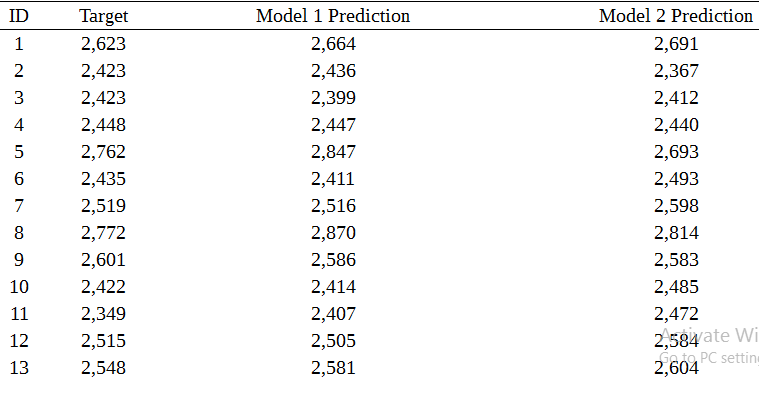 ID Target Model 1 Prediction Model 2 Prediction
1 2,623 2,664 2,691
2 2,423 2,436 2,367
3 2,423 2,399 2,412
4 2,448 2,447 2,440
5 2,762 2,847 2,693
6 2,435 2,411 2,493
7 2,519 2,516 2,598
8 2,772 2,870 2,814
9 2,601 2,586 2,583
10 2,422 2,414 2,485
11 2,349 2,407 2,472
12 2,515 2,505 2,584
13 2,548 2,581 2,604
Activate Wi
Go to PC setting